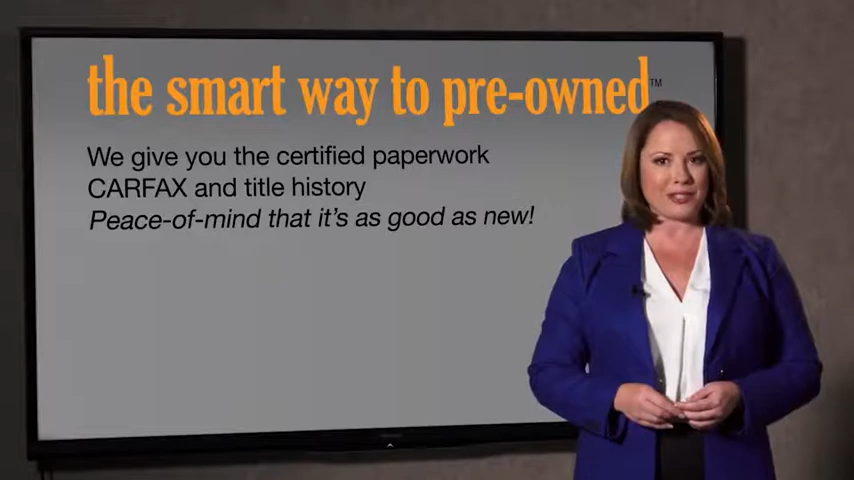 the smart way to pre-owned™
We give you the certified paperwork
CARFAX and title history
Peace-of-mind that it's as good as new!